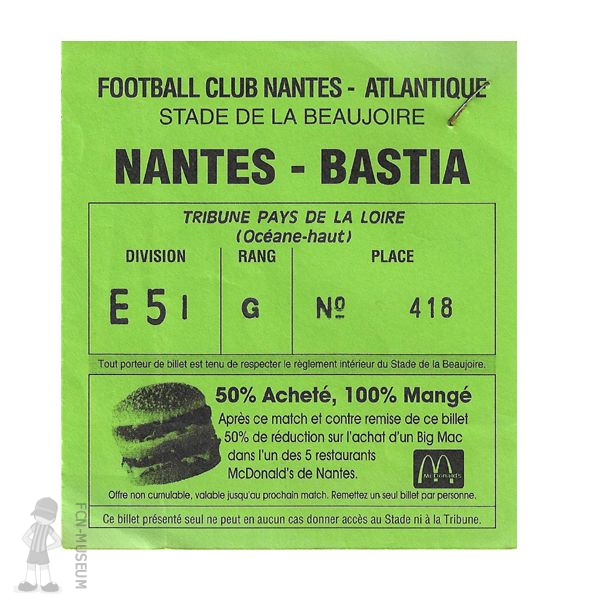 FOOTBALL CLUB NANTES - ATLANTIQUE
STADE DE LA BEAUJOIRE
NANTES - BASTIA
TRIBUNE PAYS DE LA LOIRE
(Océane-haut)
DIVISION RANG PLACE
E 51 G Nº 418
Tout porteur de billet est tenu de respecter le règlement intérieur du Stade de la Beaujoire.
50% Acheté, 100% Mangé
Après ce match et contre remise de ce billet
50% de réduction sur l'achat d'un Big Mac
dans l'un des 5 restaurants
McDonald's de Nantes.
McDonald's
Offre non cumulable, valable jusqu'au prochain match. Remettez un seul billet par personne.
Ce billet présenté seul ne peut en aucun cas donner accès au Stade ni à la Tribune.
FCN-MUSEUM